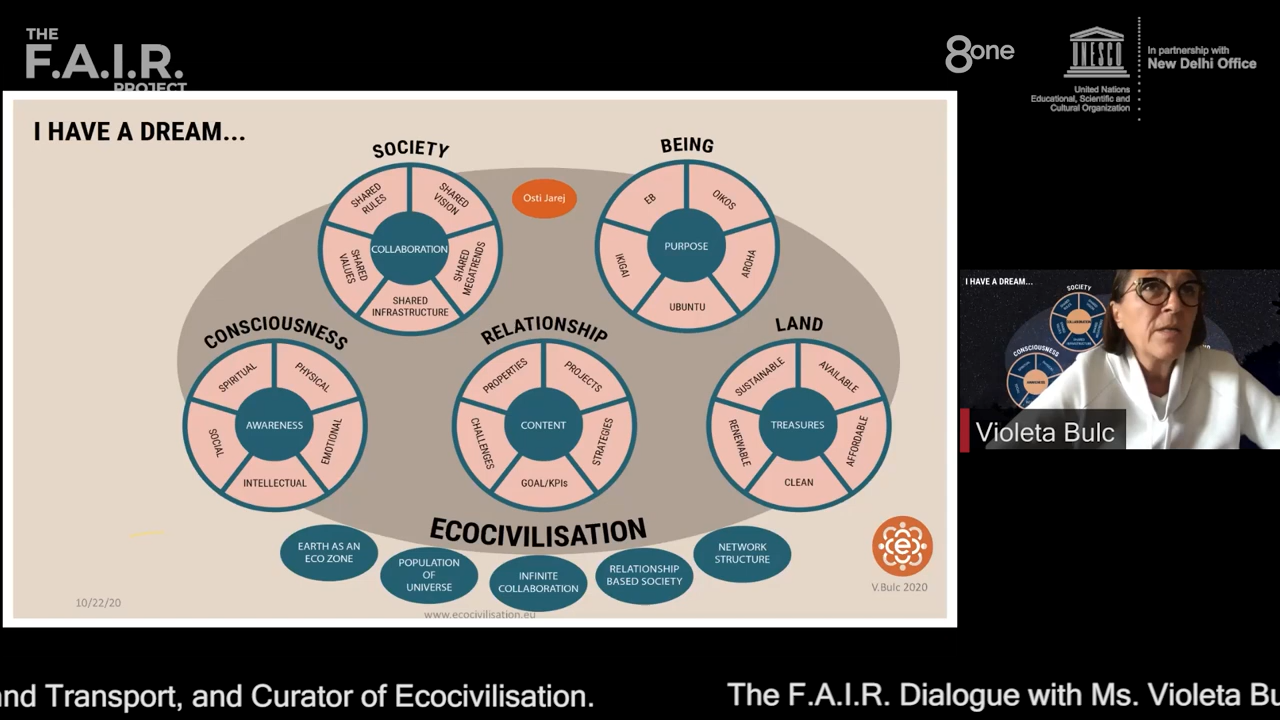 THE
F.A.I.R.
PROJECT
8one
UNESCO
United Nations
Educational, Scientific and
Cultural Organization
In partnership with
New Delhi Office
I HAVE A DREAM...
SOCIETY
SHARED
RULES
SHARED
VISION
SHARED
VALUES
COLLABORATION
SHARED
MEGATRENDS
SHARED
INFRASTRUCTURE
Osti Jarej
BEING
EB
OIKOS
IKIGAI
PURPOSE
AROHA
UBUNTU
CONSCIOUSNESS
SPIRITUAL
PHYSICAL
SOCIAL
AWARENESS
EMOTIONAL
INTELLECTUAL
RELATIONSHIP
PROPERTIES
PROJECTS
CHALLENGES
CONTENT
STRATEGIES
GOAL/KPIs
LAND
SUSTAINABLE
AVAILABLE
RENEWABLE
TREASURES
AFFORDABLE
CLEAN
ECOCIVILISATION
EARTH AS AN
ECO ZONE
POPULATION
OF
UNIVERSE
INFINITE
COLLABORATION
RELATIONSHIP
BASED SOCIETY
NETWORK
STRUCTURE
e
V.Bulc 2020
10/22/20
www.ecocivilisation.eu
I HAVE A DREAM...
SOCIETY
COLLABORATION
CONSCIOUSNESS
AWARENESS
Violeta Bulc
nd Transport, and Curator of Ecocivilisation.
The F.A.I.R. Dialogue with Ms. Violeta Bu